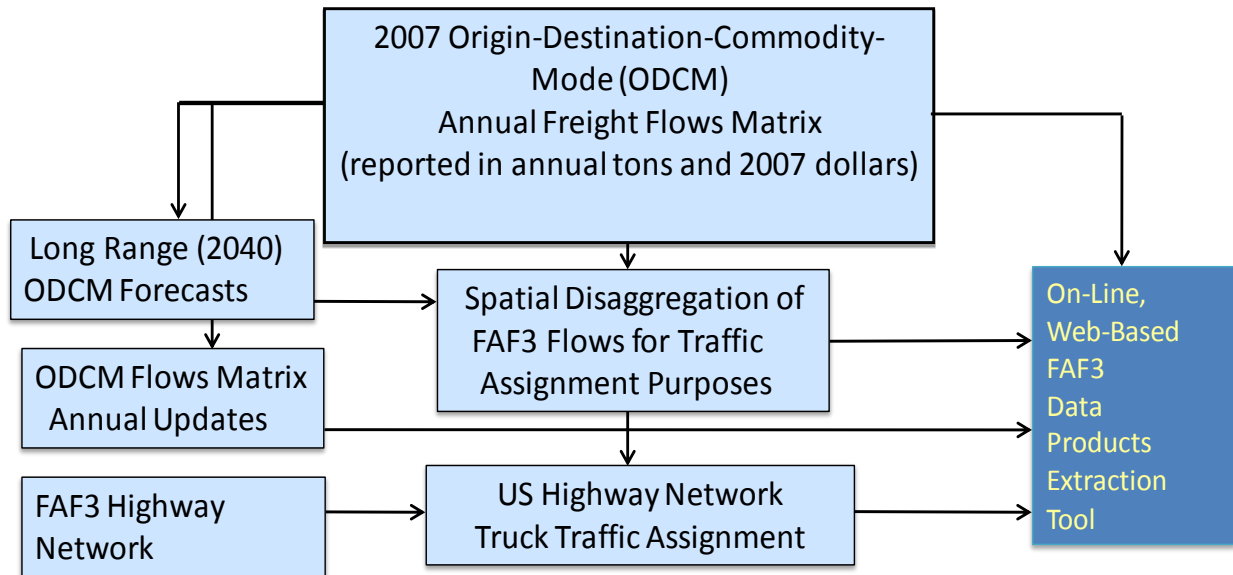 2007 Origin-Destination-Commodity-
Mode (ODCM)
Annual Freight Flows Matrix
(reported in annual tons and 2007 dollars)
Long Range (2040)
ODCM Forecasts
Spatial Disaggregation of
FAF3 Flows for Traffic
Assignment Purposes
ODCM Flows Matrix
Annual Updates
FAF3 Highway
Network
US Highway Network
Truck Traffic Assignment
On-Line,
Web-Based
FAF3
Data
Products
Extraction
Tool